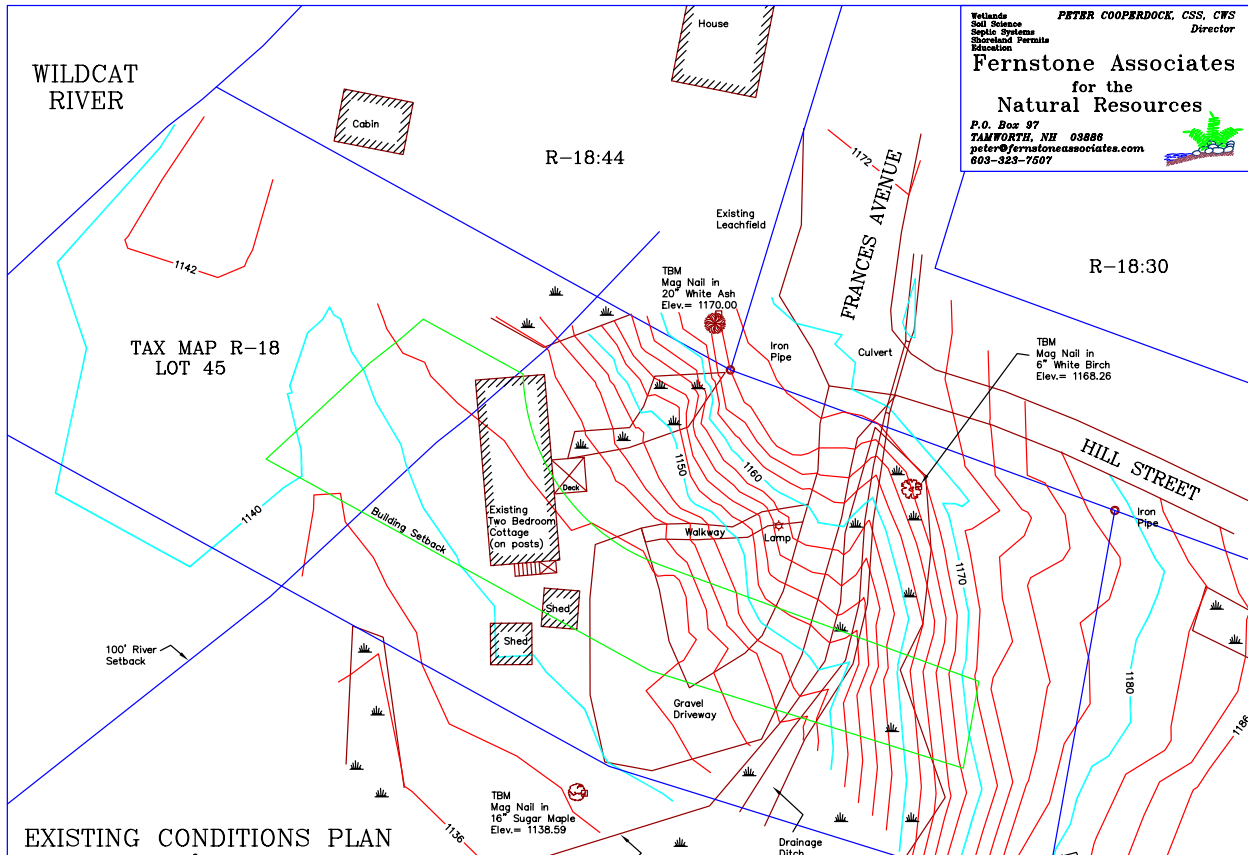 House
Wetlands
Soil Science
Septic Systems
Shoreland Permits
Education
PETER COOPERDOCK, CSS, CWS
Director
Fernstone Associates
for the
Natural Resources
P.O. Box 97
TAMWORTH, NH 03886
peter@fernstoneassociates.com
603-323-7507
WILDCAT
RIVER
Cabin
R-18:44
1172
FRANCES AVENUE
Existing
Leachfield
R-18:30
1142
TBM
Mag Nail in
20" White Ash
Elev.= 1170.00
TAX MAP R-18
LOT 45
Iron
Pipe
Culvert
TBM
Mag Nail in
6" White Birch
Elev.= 1168.26
HILL STREET
1150
1160
Deck
1140
Building Setback
Existing
Two Bedroom
Cottage
(on posts)
Walkway
Lamp
Iron
Pipe
1170
Shed
Shed
100' River
Setback
1180
Gravel
Driveway
1186
TBM
Mag Nail in
16" Sugar Maple
Elev.= 1138.59
1136
EXISTING CONDITIONS PLAN
Drainage
Ditch